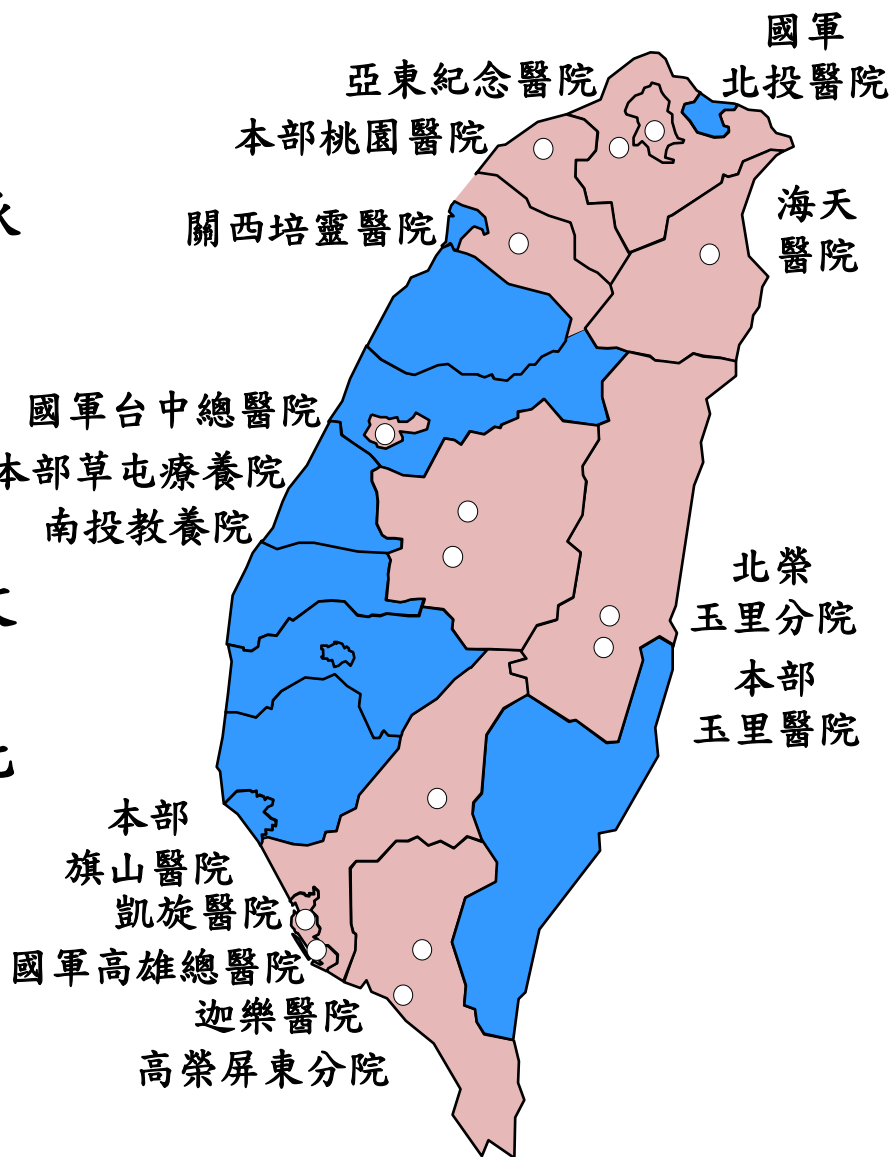 國軍
北投醫院
亞東紀念醫院
本部桃園醫院
關西培靈醫院
海天
醫院
國軍台中總醫院
本部草屯療養院
南投教養院
北榮
玉里分院
本部
玉里醫院
本部
旗山醫院
凱旋醫院
國軍高雄總醫院
迦樂醫院
高榮屏東分院